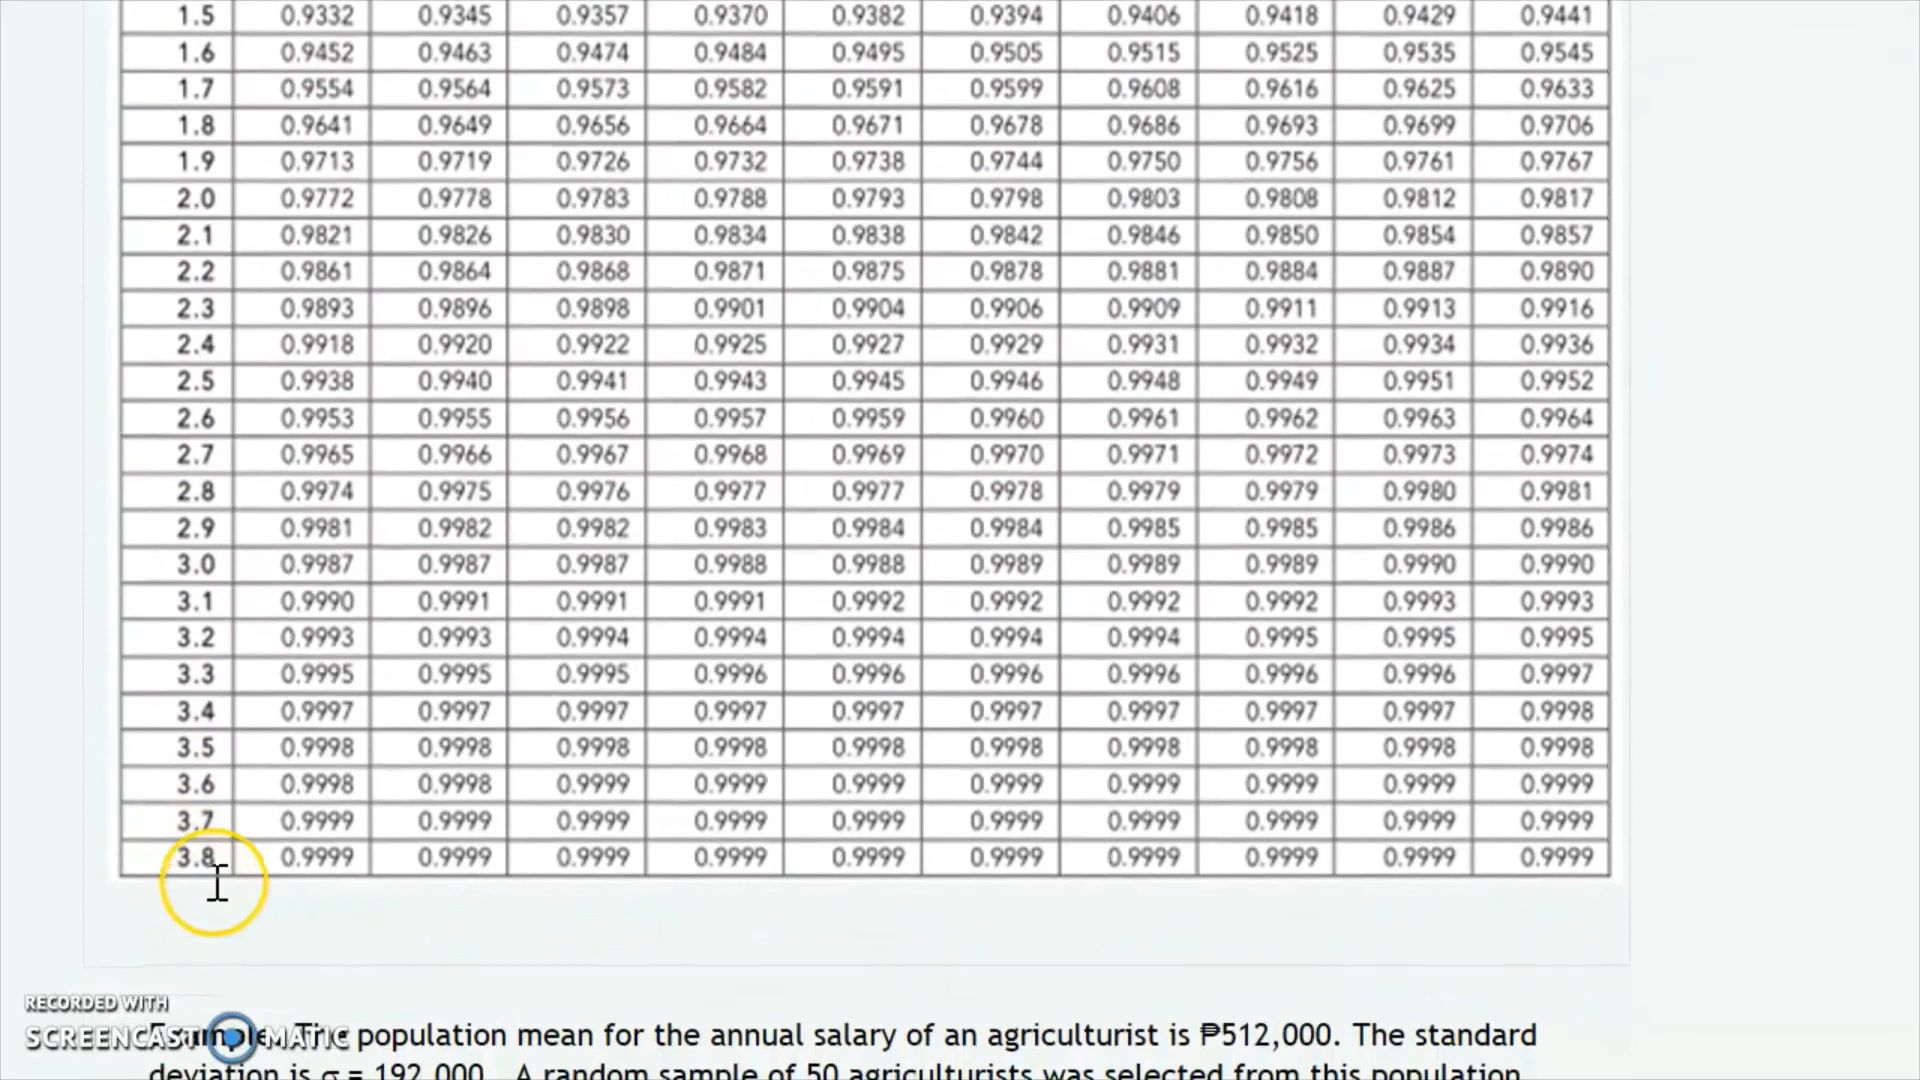 1.5 0.9332 0.9345 0.9357 0.9370 0.9382 0.9394 0.9406 0.9418 0.9429 0.9441
1.6 0.9452 0.9463 0.9474 0.9484 0.9495 0.9505 0.9515 0.9525 0.9535 0.9545
1.7 0.9554 0.9564 0.9573 0.9582 0.9591 0.9599 0.9608 0.9616 0.9625 0.9633
1.8 0.9641 0.9649 0.9656 0.9664 0.9671 0.9678 0.9686 0.9693 0.9699 0.9706
1.9 0.9713 0.9719 0.9726 0.9732 0.9738 0.9744 0.9750 0.9756 0.9761 0.9767
2.0 0.9772 0.9778 0.9783 0.9788 0.9793 0.9798 0.9803 0.9808 0.9812 0.9817
2.1 0.9821 0.9826 0.9830 0.9834 0.9838 0.9842 0.9846 0.9850 0.9854 0.9857
2.2 0.9861 0.9864 0.9868 0.9871 0.9875 0.9878 0.9881 0.9884 0.9887 0.9890
2.3 0.9893 0.9896 0.9898 0.9901 0.9904 0.9906 0.9909 0.9911 0.9913 0.9916
2.4 0.9918 0.9920 0.9922 0.9925 0.9927 0.9929 0.9931 0.9932 0.9934 0.9936
2.5 0.9938 0.9940 0.9941 0.9943 0.9945 0.9946 0.9948 0.9949 0.9951 0.9952
2.6 0.9953 0.9955 0.9956 0.9957 0.9959 0.9960 0.9961 0.9962 0.9963 0.9964
2.7 0.9965 0.9966 0.9967 0.9968 0.9969 0.9970 0.9971 0.9972 0.9973 0.9974
2.8 0.9974 0.9975 0.9976 0.9977 0.9977 0.9978 0.9979 0.9979 0.9980 0.9981
2.9 0.9981 0.9982 0.9982 0.9983 0.9984 0.9984 0.9985 0.9985 0.9986 0.9986
3.0 0.9987 0.9987 0.9987 0.9988 0.9988 0.9989 0.9989 0.9989 0.9990 0.9990
3.1 0.9990 0.9991 0.9991 0.9991 0.9992 0.9992 0.9992 0.9992 0.9993 0.9993
3.2 0.9993 0.9993 0.9994 0.9994 0.9994 0.9994 0.9994 0.9995 0.9995 0.9995
3.3 0.9995 0.9995 0.9995 0.9996 0.9996 0.9996 0.9996 0.9996 0.9996 0.9997
3.4 0.9997 0.9997 0.9997 0.9997 0.9997 0.9997 0.9997 0.9997 0.9997 0.9998
3.5 0.9998 0.9998 0.9998 0.9998 0.9998 0.9998 0.9998 0.9998 0.9998 0.9998
3.6 0.9998 0.9998 0.9999 0.9999 0.9999 0.9999 0.9999 0.9999 0.9999 0.9999
3.7 0.9999 0.9999 0.9999 0.9999 0.9999 0.9999 0.9999 0.9999 0.9999 0.9999
3.8 0.9999 0.9999 0.9999 0.9999 0.9999 0.9999 0.9999 0.9999 0.9999 0.9999
RECORDED WITH
SCREENCAST MATIC
Example: The population mean for the annual salary of an agriculturist is ₱512,000. The standard
deviation is σ = 192,000. A random sample of 50 agriculturists was selected from this population.